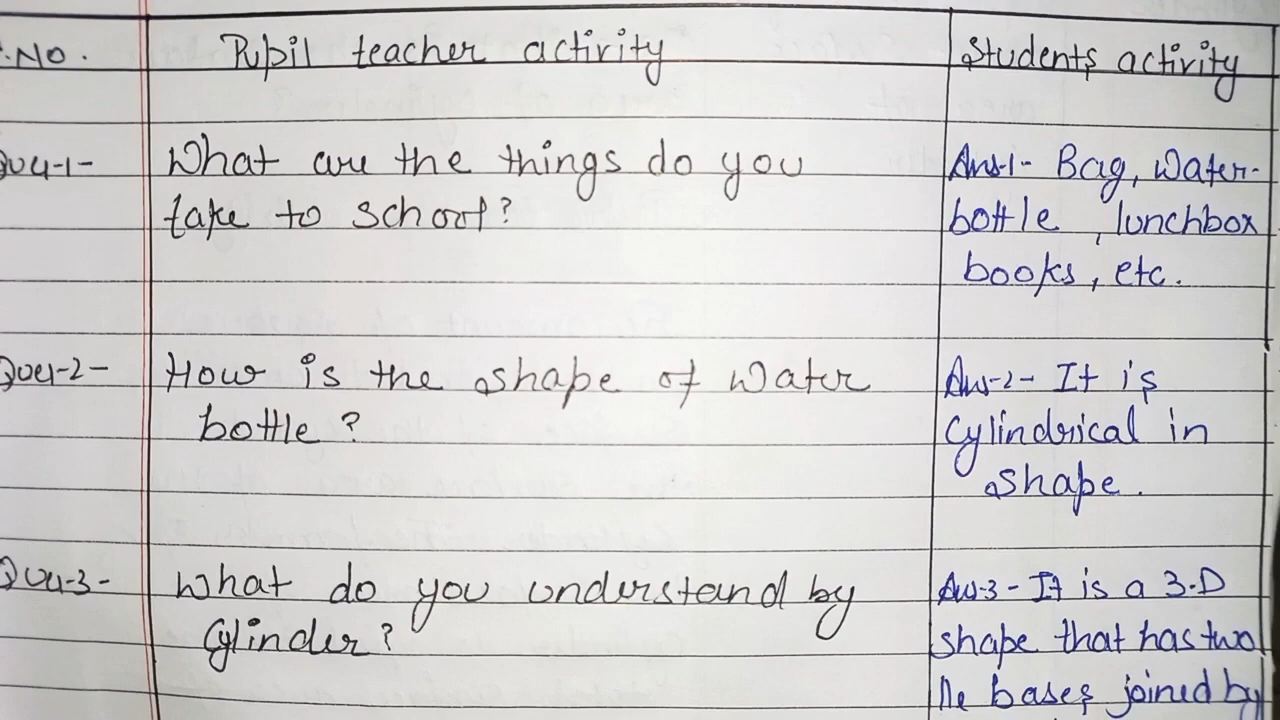 .No. Pupil teacher activity Students activity
Que-1- What are the things do you Ans-1- Bag, Water-
take to school? bottle, lunchbox
books, etc.
Que-2- How is the shape of Water Ans-2- It is
bottle? Cylindrical in
shape.
Que-3- What do you understand by Ans-3- It is a 3-D
Cylinder? shape that has two
lle bases joined by